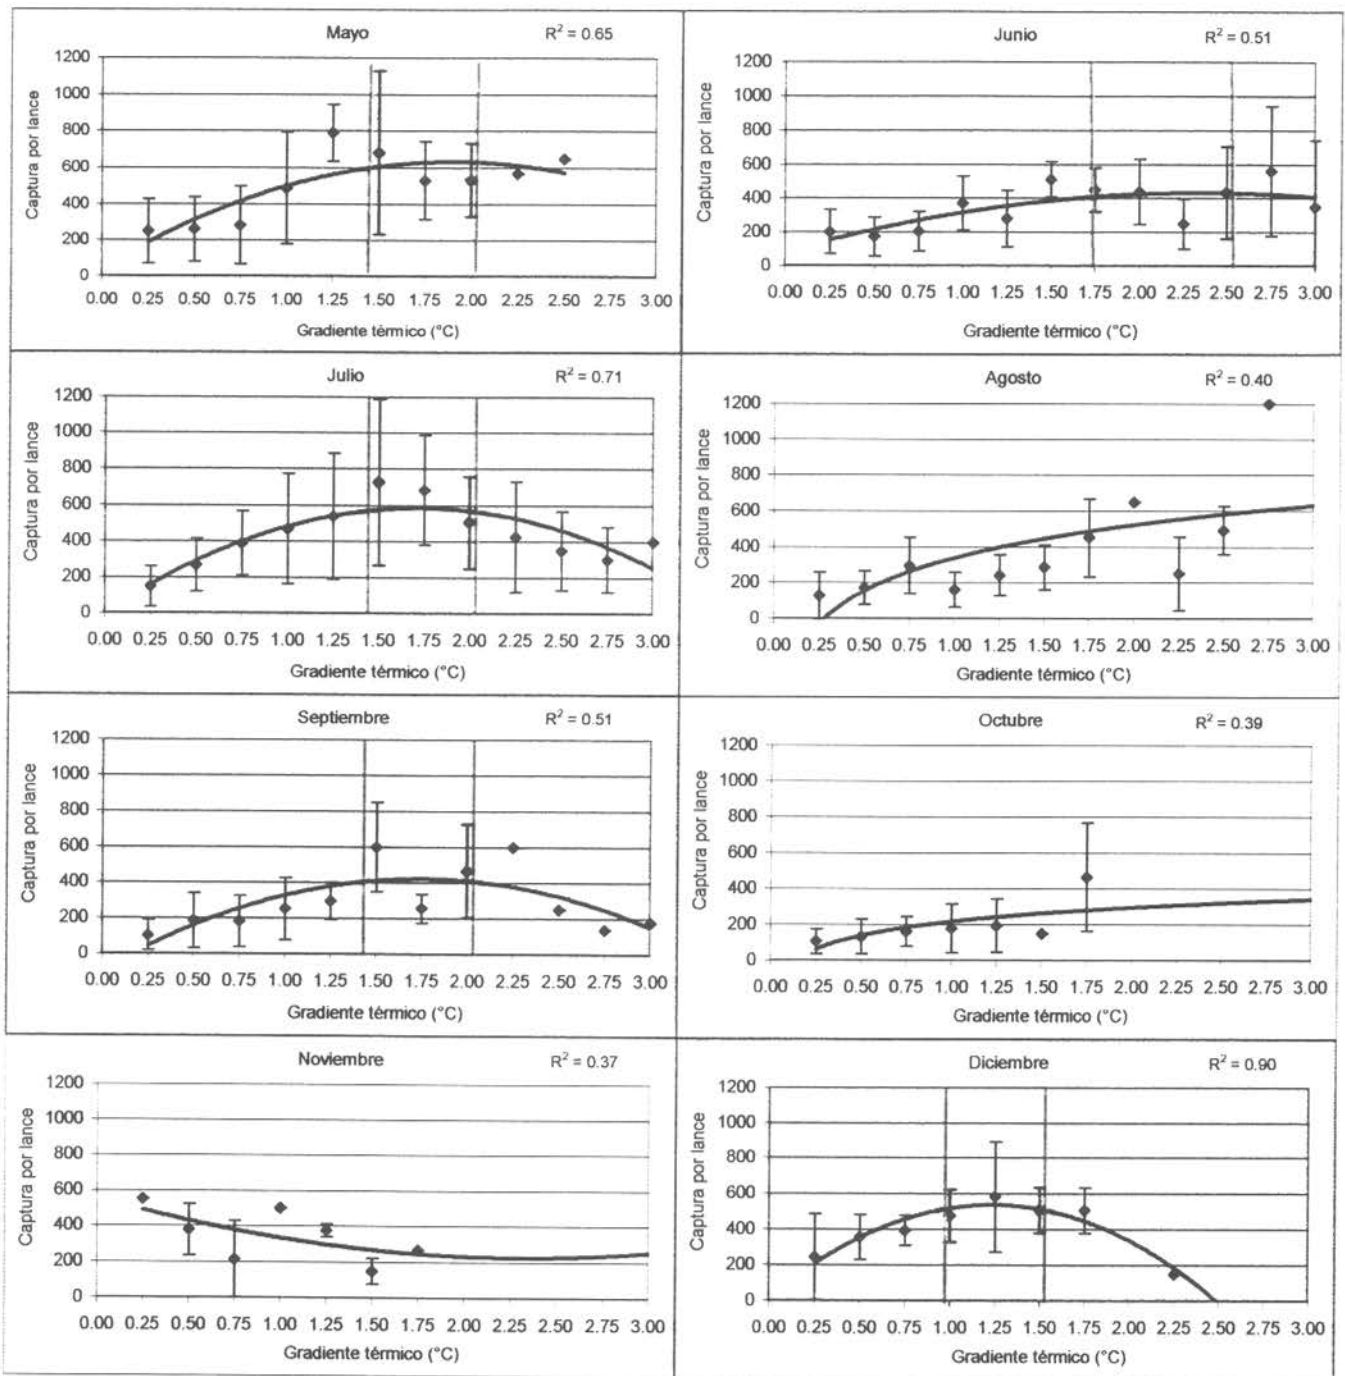 Mayo R² = 0.65
Captura por lance
1200
1000
800
600
400
200
0
0.00 0.25 0.50 0.75 1.00 1.25 1.50 1.75 2.00 2.25 2.50 3.00
Gradiente térmico (°C)
Junio R² = 0.51
Captura por lance
1200
1000
800
600
400
200
0
0.00 0.25 0.50 0.75 1.00 1.25 1.50 1.75 2.00 2.25 2.50 2.75 3.00
Gradiente térmico (°C)
Julio R² = 0.71
Captura por lance
1200
1000
800
600
400
200
0
0.00 0.25 0.50 0.75 1.00 1.25 1.50 1.75 2.00 2.25 2.50 2.75 3.00
Gradiente térmico (°C)
Agosto R² = 0.40
Captura por lance
1200
1000
800
600
400
200
0
0.00 0.25 0.50 0.75 1.00 1.25 1.50 1.75 2.00 2.25 2.50 2.75 3.00
Gradiente térmico (°C)
Septiembre R² = 0.51
Captura por lance
1200
1000
800
600
400
200
0
0.00 0.25 0.50 0.75 1.00 1.25 1.50 1.75 2.00 2.25 2.50 2.75 3.00
Gradiente térmico (°C)
Octubre R² = 0.39
Captura por lance
1200
1000
800
600
400
200
0
0.00 0.25 0.50 0.75 1.00 1.25 1.50 1.75 2.00 2.25 2.50 2.75 3.00
Gradiente térmico (°C)
Noviembre R² = 0.37
Captura por lance
1200
1000
800
600
400
200
0
0.00 0.25 0.50 0.75 1.00 1.25 1.50 1.75 2.00 2.25 2.50 2.75 3.00
Gradiente térmico (°C)
Diciembre R² = 0.90
Captura por lance
1200
1000
800
600
400
200
0
0.00 0.25 0.50 0.75 1.00 1.25 1.50 1.75 2.00 2.25 2.50 2.75 3.00
Gradiente térmico (°C)